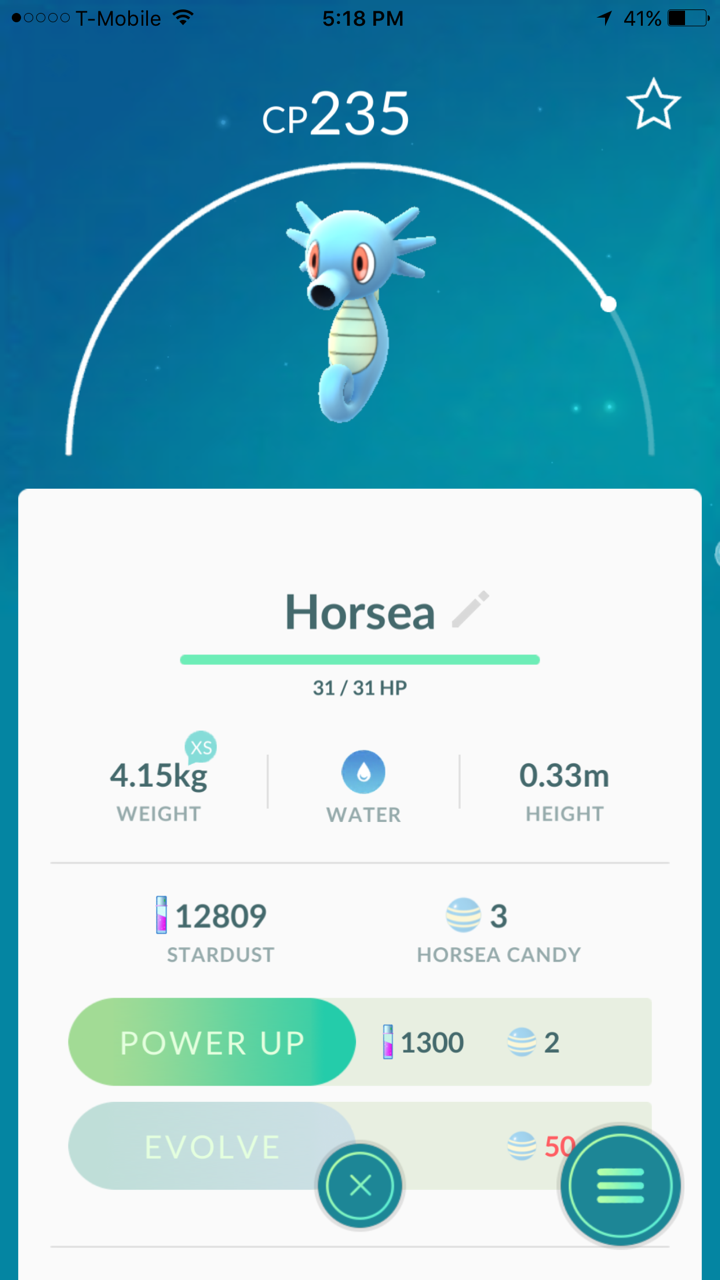 T-Mobile 5:18 PM 41%
CP235
Horsea
31 / 31 HP
XS
4.15kg 0.33m
WEIGHT WATER HEIGHT
12809 3
STARDUST HORSEA CANDY
POWER UP 1300 2
EVOLVE 50